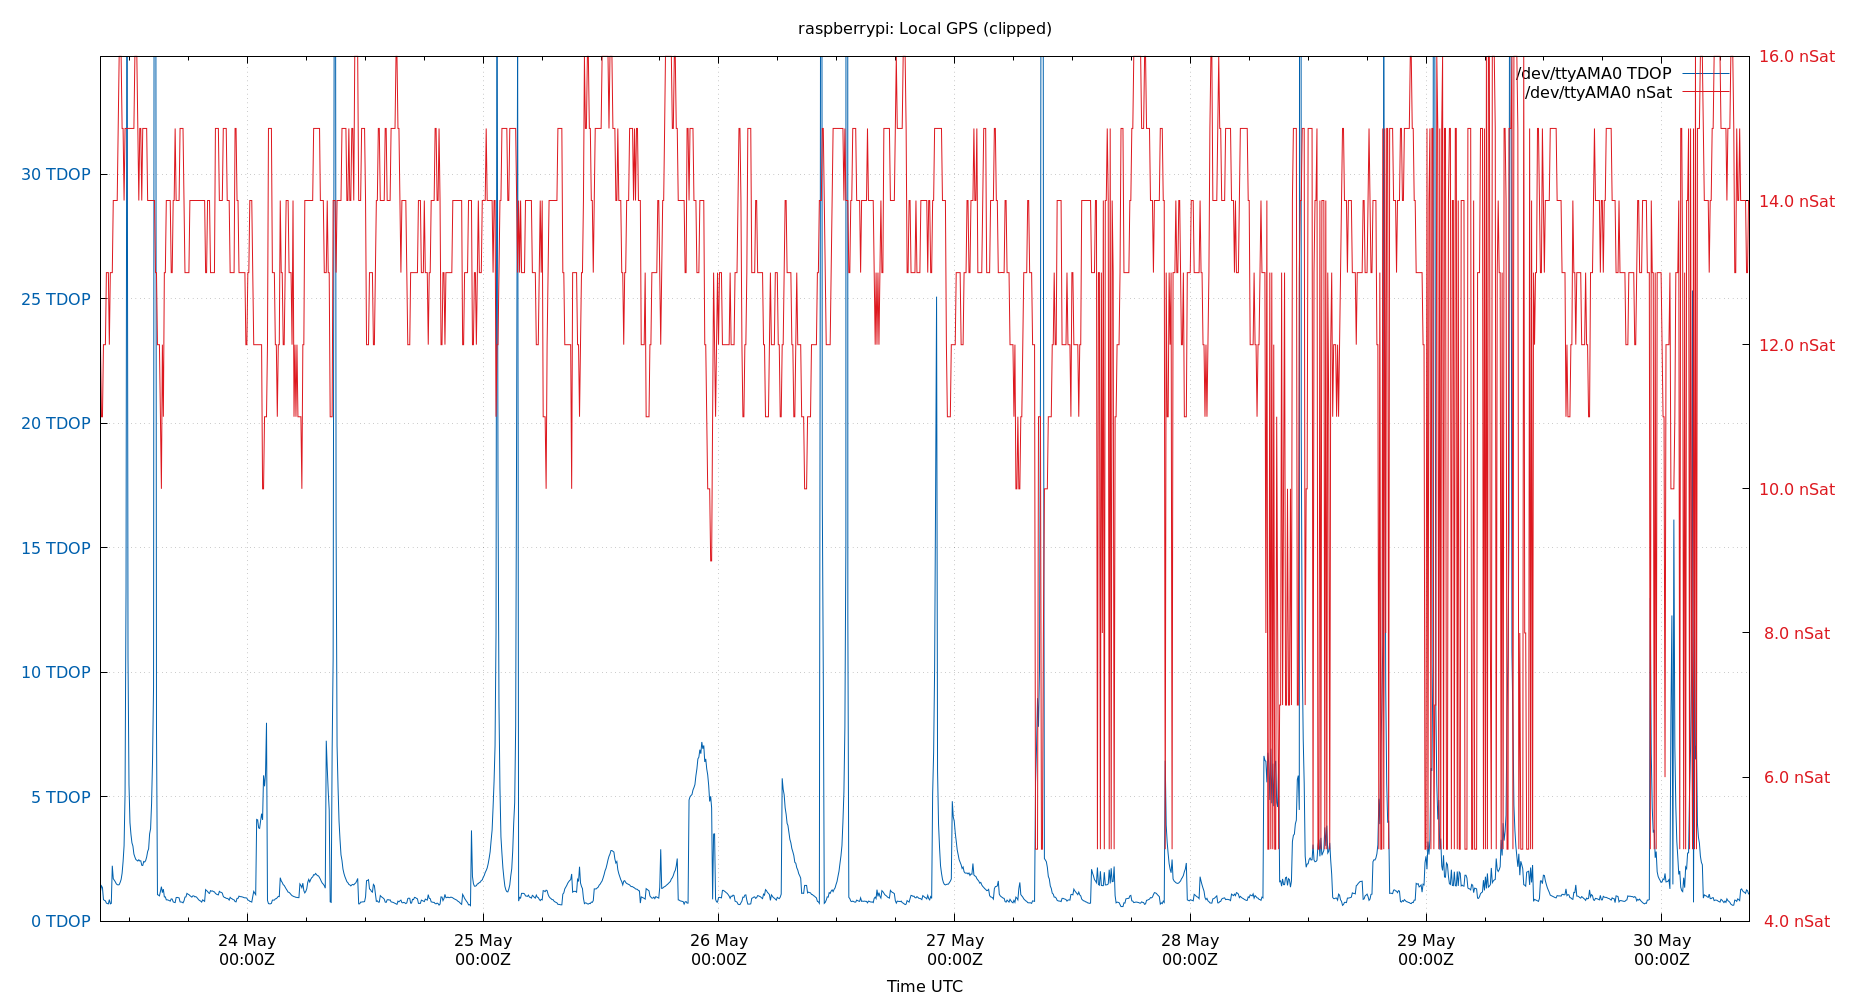 raspberrypi: Local GPS (clipped)
16.0 nSat
/dev/ttyAMA0 TDOP
/dev/ttyAMA0 nSat
30 TDOP
14.0 nSat
25 TDOP
12.0 nSat
20 TDOP
10.0 nSat
15 TDOP
8.0 nSat
10 TDOP
6.0 nSat
5 TDOP
0 TDOP
4.0 nSat
24 May 25 May 26 May 27 May 28 May 29 May 30 May
00:00Z 00:00Z 00:00Z 00:00Z 00:00Z 00:00Z 00:00Z
Time UTC